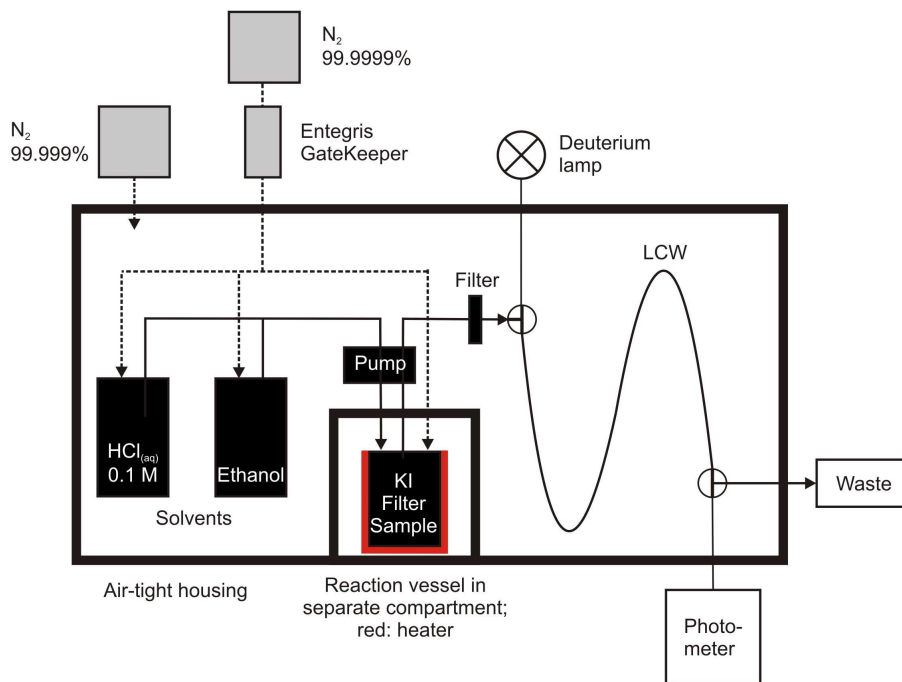 N₂
99.9999%
N₂
99.999%
Entegris
GateKeeper
Deuterium
lamp
LCW
Filter
Pump
HCl(aq)
0.1 M
Ethanol
KI
Filter
Sample
Solvents
Waste
Air-tight housing
Reaction vessel in
separate compartment;
red: heater
Photo-
meter